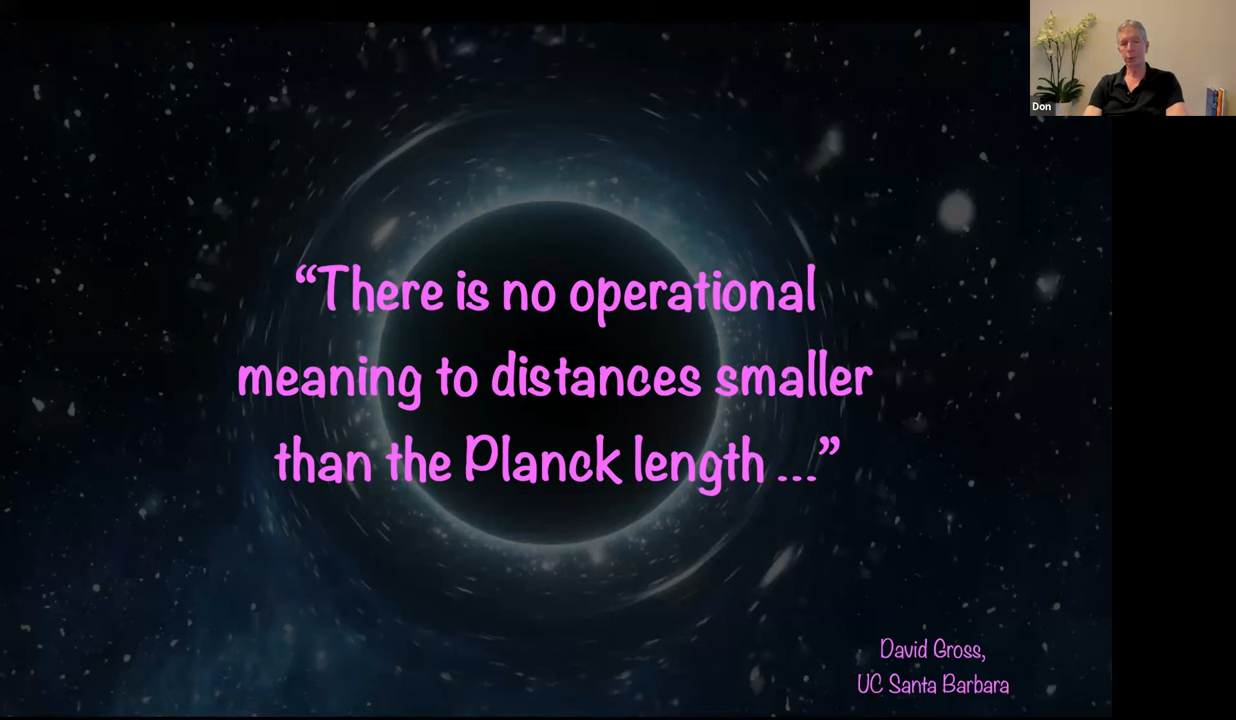 Don
“There is no operational
meaning to distances smaller
than the Planck length ...”
David Gross,
UC Santa Barbara